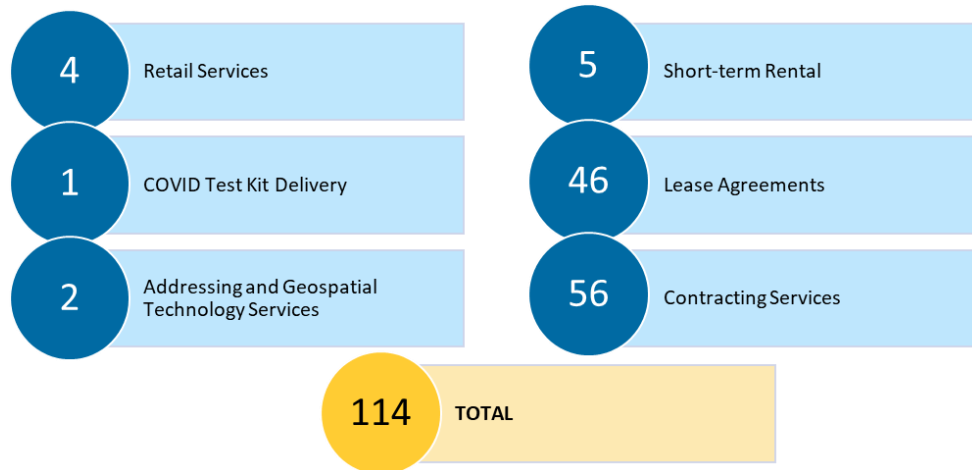 4
Retail Services
1
COVID Test Kit Delivery
2
Addressing and Geospatial
Technology Services
5
Short-term Rental
46
Lease Agreements
56
Contracting Services
114
TOTAL